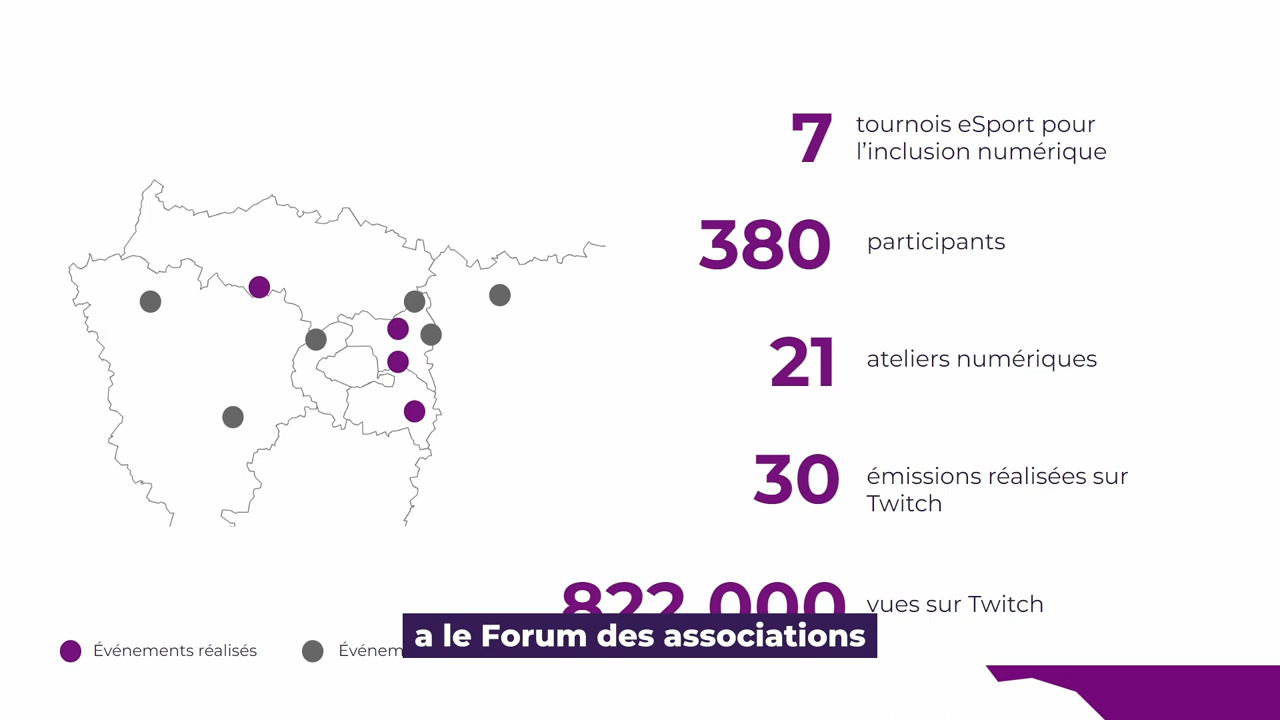 7
tournois eSport pour
l’inclusion numérique
380
participants
21
ateliers numériques
30
émissions réalisées sur
Twitch
822 000
vues sur Twitch
Événements réalisés
a le Forum des associations